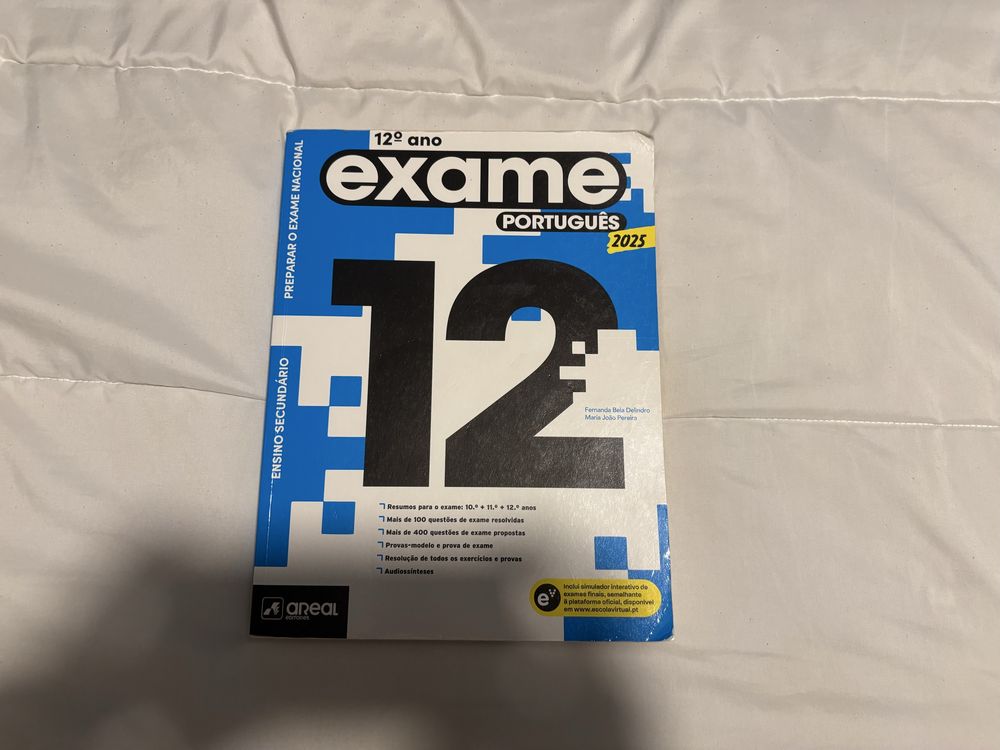 12º ano
exame
PORTUGUÊS
2025
PREPARAR O EXAME NACIONAL
ENSINO SECUNDÁRIO
12
Fernanda Bela Delindro
Maria João Pereira
Resumos para o exame: 10.º + 11.º + 12.º anos
Mais de 100 questões de exame resolvidas
Mais de 400 questões de exame propostas
Provas-modelo e prova de exame
Resolução de todos os exercícios e provas
Audiossínteses
e
Inclui simulador interativo de
exames finais, semelhante
à plataforma oficial, disponível
em www.escolavirtual.pt
areal
EDITORES